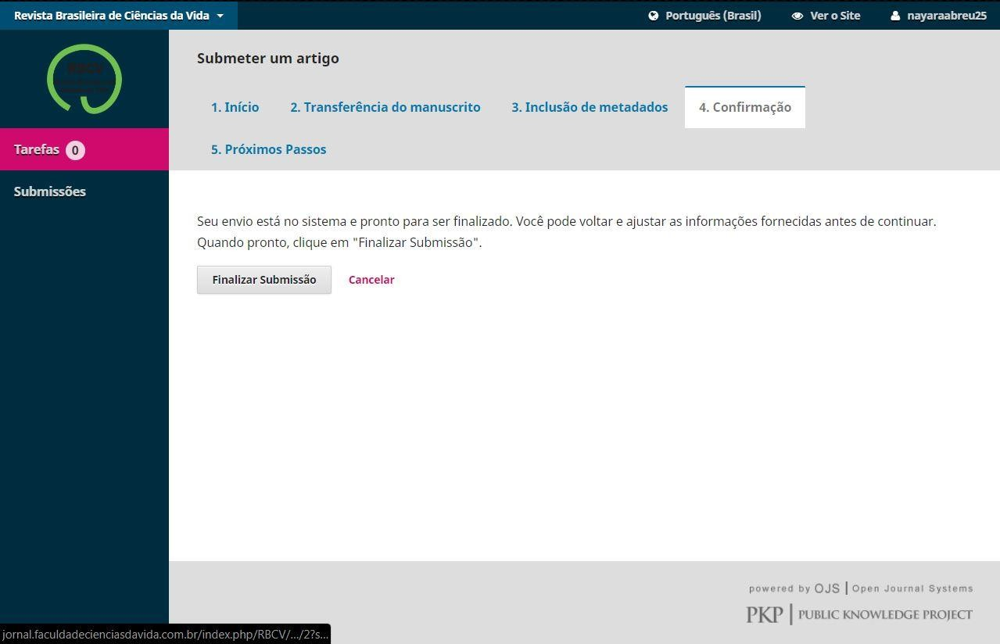 Revista Brasileira de Ciências da Vida
Português (Brasil)
Ver o Site
nayaraabreu25
RBCV
Submeter um artigo
1. Início
2. Transferência do manuscrito
3. Inclusão de metadados
4. Confirmação
5. Próximos Passos
Tarefas 0
Submissões
Seu envio está no sistema e pronto para ser finalizado. Você pode voltar e ajustar as informações fornecidas antes de continuar.
Quando pronto, clique em "Finalizar Submissão".
Finalizar Submissão
Cancelar
powered by OJS | Open Journal Systems
PKP | PUBLIC KNOWLEDGE PROJECT
jornal.faculdadecienciasdavida.com.br/index.php/RBCV/.../2?s...